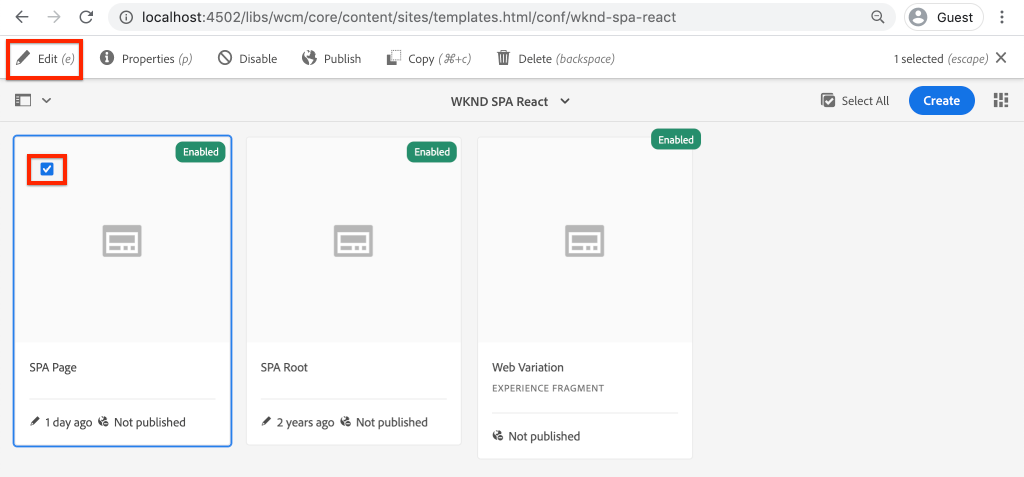 localhost:4502/libs/wcm/core/content/sites/templates.html/conf/wknd-spa-react
Guest
Edit (e)
Properties (p)
Disable
Publish
Copy (⌘+c)
Delete (backspace)
1 selected (escape)
WKND SPA React
Select All
Create
Enabled
Enabled
Enabled
SPA Page
1 day ago
Not published
SPA Root
2 years ago
Not published
Web Variation
EXPERIENCE FRAGMENT
Not published